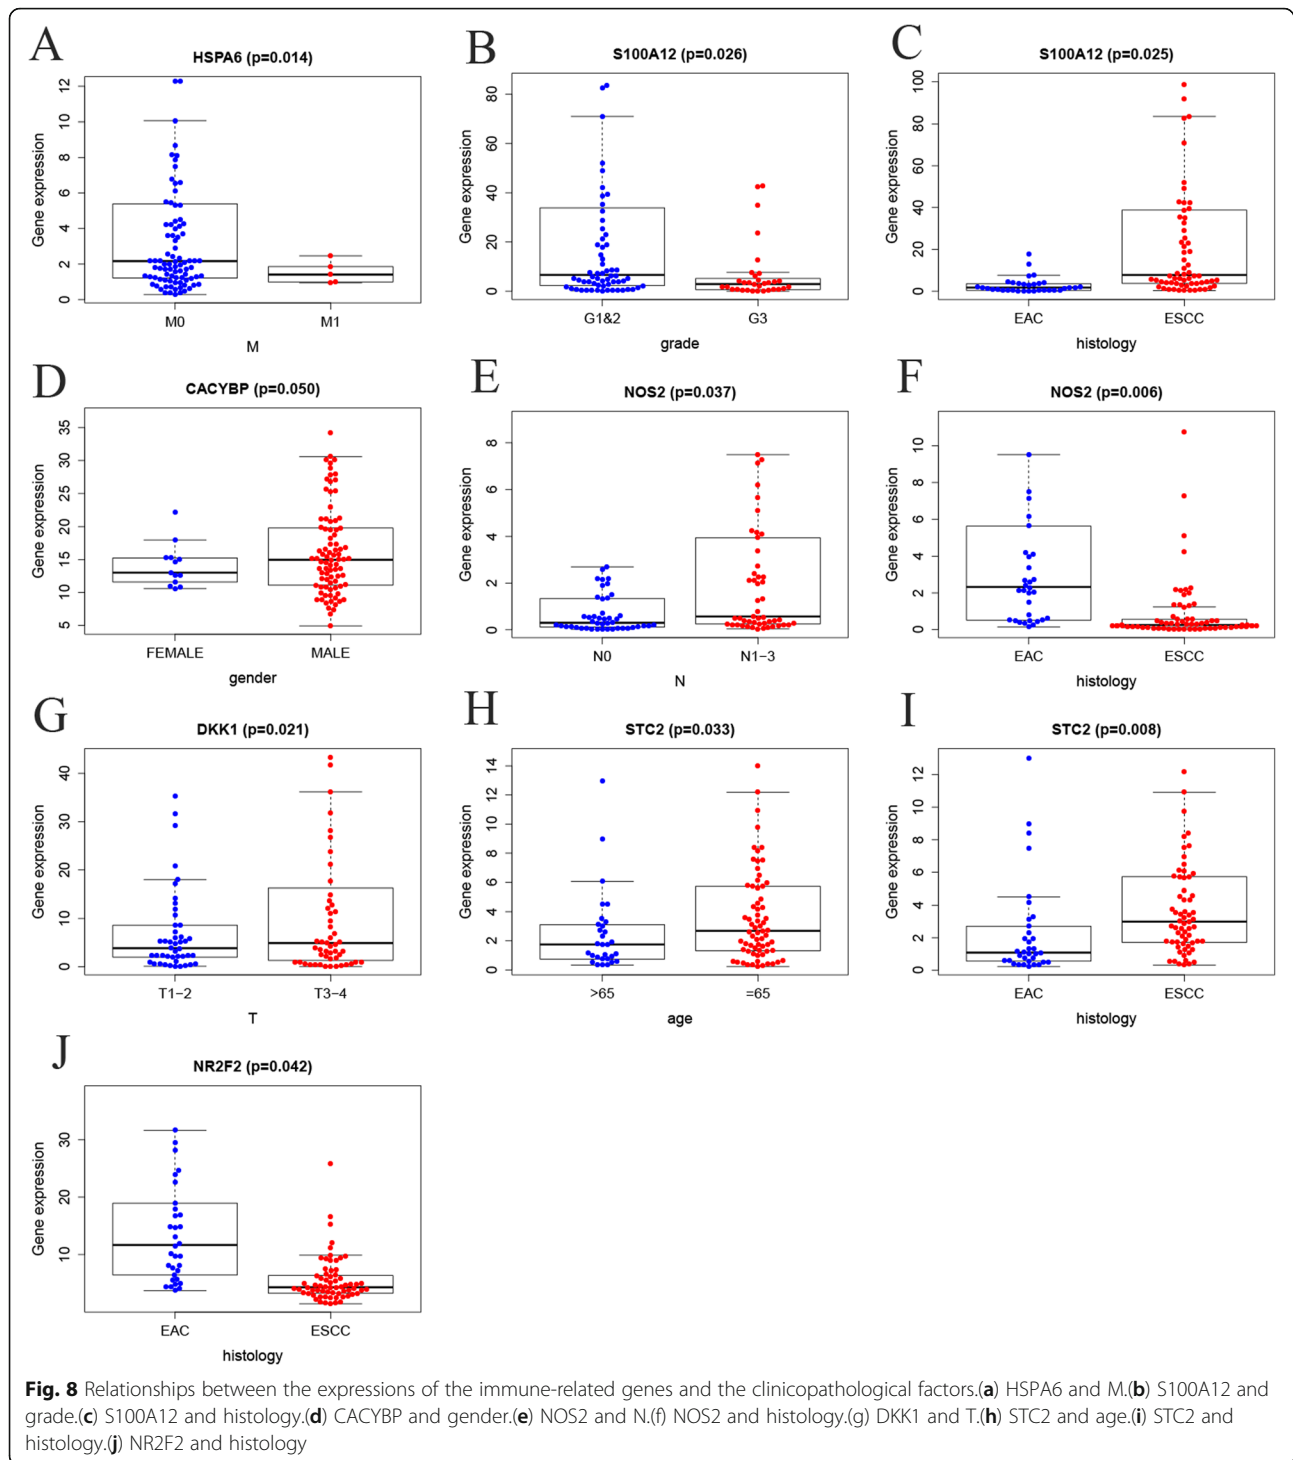 A
HSPA6 (p=0.014)
Gene expression
0 2 4 6 8 10 12
M0 M1
M
B
S100A12 (p=0.026)
Gene expression
0 20 40 60 80
G1&2 G3
grade
C
S100A12 (p=0.025)
Gene expression
0 20 40 60 80 100
EAC ESCC
histology
D
CACYBP (p=0.050)
Gene expression
5 10 15 20 25 30 35
FEMALE MALE
gender
E
NOS2 (p=0.037)
Gene expression
0 2 4 6 8
N0 N1−3
N
F
NOS2 (p=0.006)
Gene expression
0 2 4 6 8 10
EAC ESCC
histology
G
DKK1 (p=0.021)
Gene expression
0 10 20 30 40
T1−2 T3−4
T
H
STC2 (p=0.033)
Gene expression
0 2 4 6 8 10 12 14
>65 =65
age
I
STC2 (p=0.008)
Gene expression
0 2 4 6 8 10 12
EAC ESCC
histology
J
NR2F2 (p=0.042)
Gene expression
10 20 30
EAC ESCC
histology
Fig. 8 Relationships between the expressions of the immune-related genes and the clinicopathological factors.(a) HSPA6 and M.(b) S100A12 and
grade.(c) S100A12 and histology.(d) CACYBP and gender.(e) NOS2 and N.(f) NOS2 and histology.(g) DKK1 and T.(h) STC2 and age.(i) STC2 and
histology.(j) NR2F2 and histology